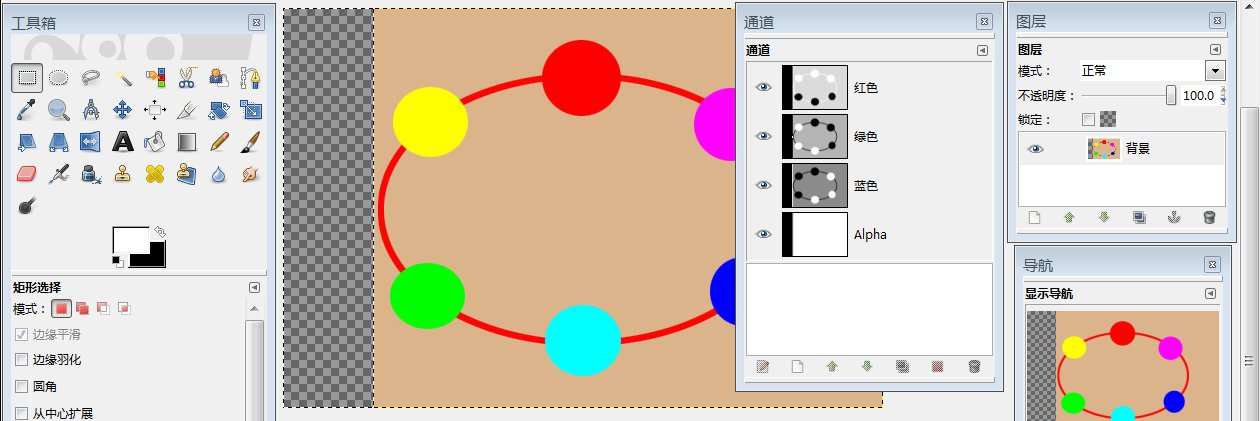 工具箱
矩形选择
模式：
边缘平滑
边缘羽化
圆角
从中心扩展
通道
通道
红色
绿色
蓝色
Alpha
图层
图层
模式： 正常
不透明度： 100.0
锁定：
背景
导航
显示导航